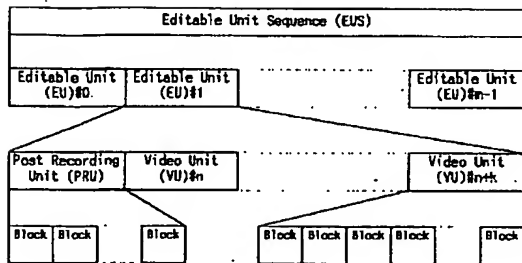 Editable Unit Sequence (EUS)
Editable Unit Editable Unit Editable Unit
(EU)#0 (EU)#1 (EU)#m-1
Post Recording Video Unit Video Unit
Unit (PRU) (VU)#n (VU)#n+k
Block Block Block Block Block Block Block Block